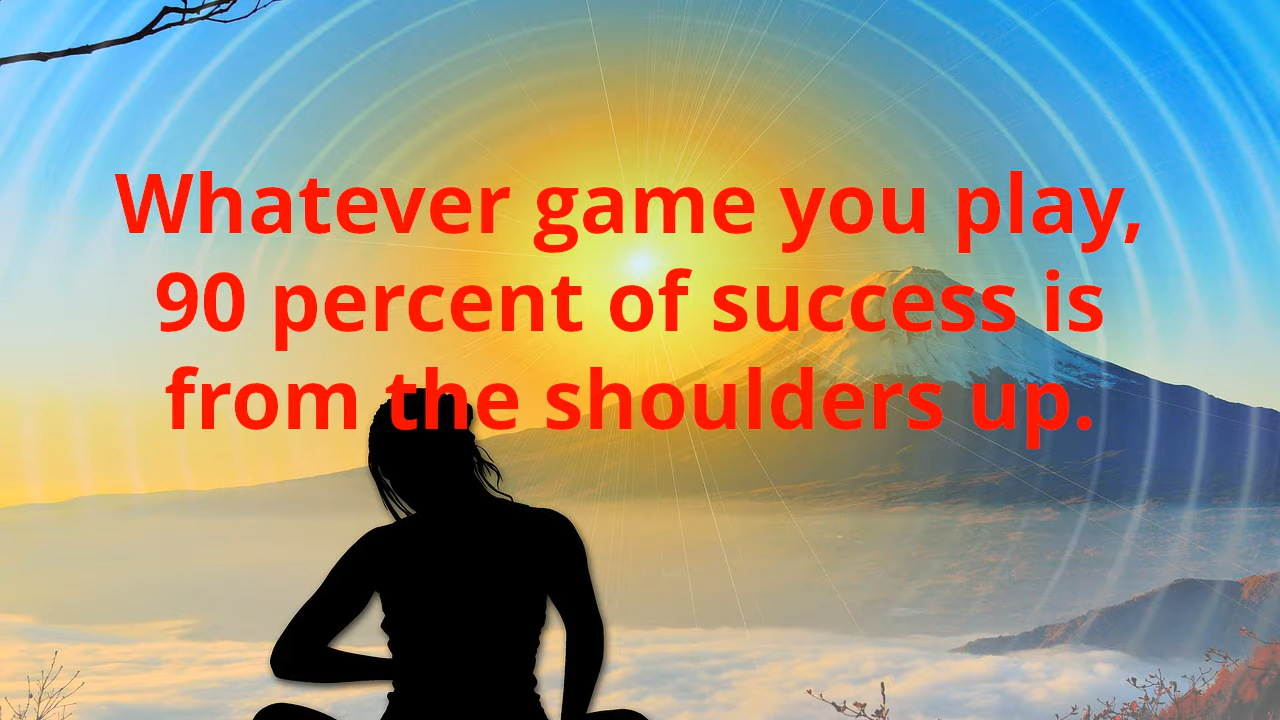 Whatever game you play,
90 percent of success is
from the shoulders up.